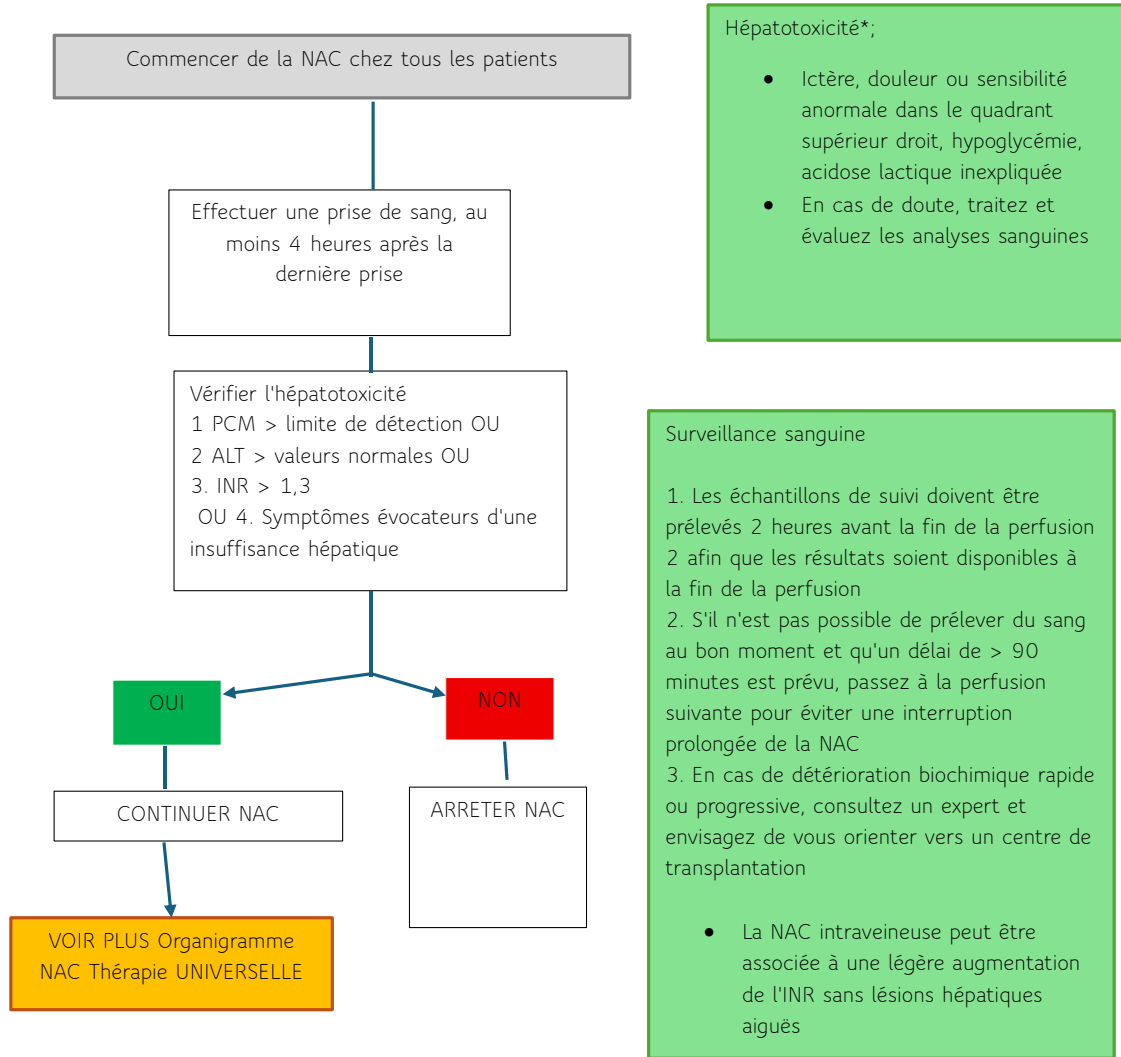 Commencer de la NAC chez tous les patients
Effectuer une prise de sang, au
moins 4 heures après la
dernière prise
Vérifier l'hépatotoxicité
1 PCM > limite de détection OU
2 ALT > valeurs normales OU
3. INR > 1,3
OU 4. Symptômes évocateurs d'une
insuffisance hépatique
OUI
NON
CONTINUER NAC
ARRETER NAC
VOIR PLUS Organigramme
NAC Thérapie UNIVERSELLE
Hépatotoxicité*;
• Ictère, douleur ou sensibilité
anormale dans le quadrant
supérieur droit, hypoglycémie,
acidose lactique inexpliquée
• En cas de doute, traitez et
évaluez les analyses sanguines
Surveillance sanguine
1. Les échantillons de suivi doivent être
prélevés 2 heures avant la fin de la perfusion
2 afin que les résultats soient disponibles à
la fin de la perfusion
2. S'il n'est pas possible de prélever du sang
au bon moment et qu'un délai de > 90
minutes est prévu, passez à la perfusion
suivante pour éviter une interruption
prolongée de la NAC
3. En cas de détérioration biochimique rapide
ou progressive, consultez un expert et
envisagez de vous orienter vers un centre de
transplantation
• La NAC intraveineuse peut être
associée à une légère augmentation
de l'INR sans lésions hépatiques
aiguës